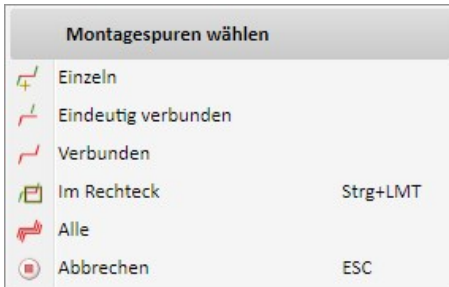 Montagespuren wählen
Einzeln
Eindeutig verbunden
Verbunden
Im Rechteck Strg+LMT
Alle
Abbrechen ESC